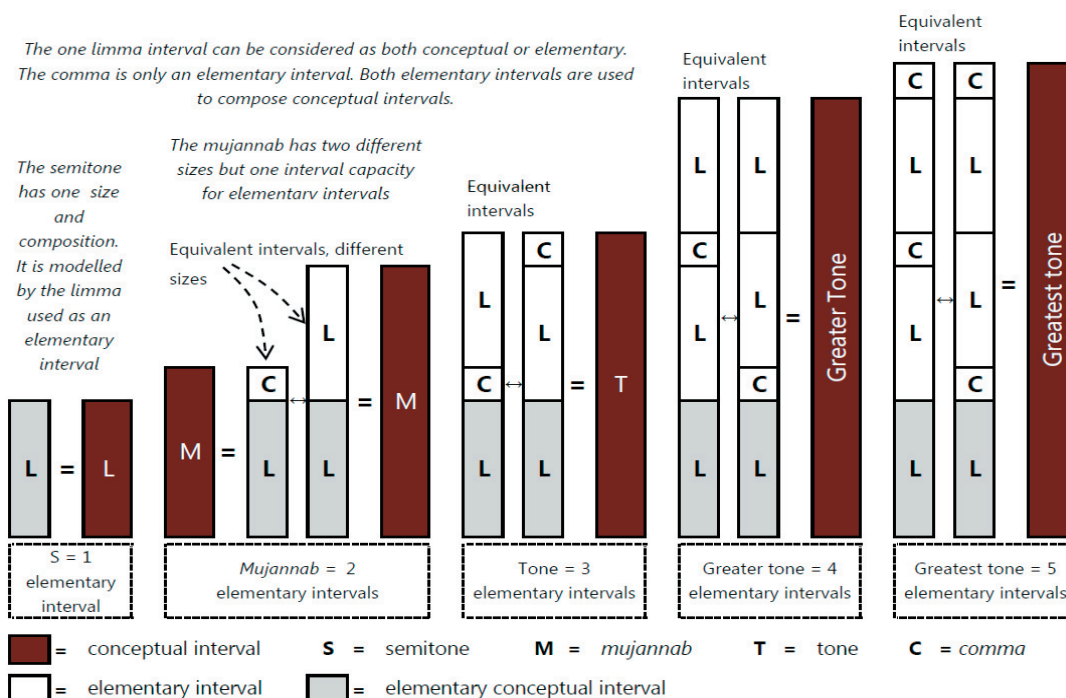 The one limma interval can be considered as both conceptual or elementary.
The comma is only an elementary interval. Both elementary intervals are used
to compose conceptual intervals.
The semitone
has one size
and
composition.
It is modelled
by the limma
used as an
elementary
interval
The mujannab has two different
sizes but one interval capacity
for elementary intervals
Equivalent intervals, different
sizes
Equivalent
intervals
Equivalent
intervals
Equivalent
intervals
L = L
M = C L ↔ L L = M
L C L ↔ C L L = T
L C L L ↔ L L C L = Greater Tone
C L C L L ↔ C L L C L = Greatest tone
S = 1
elementary
interval
Mujannab = 2
elementary intervals
Tone = 3
elementary intervals
Greater tone = 4
elementary intervals
Greatest tone = 5
elementary intervals
= conceptual interval S = semitone M = mujannab T = tone C = comma
= elementary interval = elementary conceptual interval